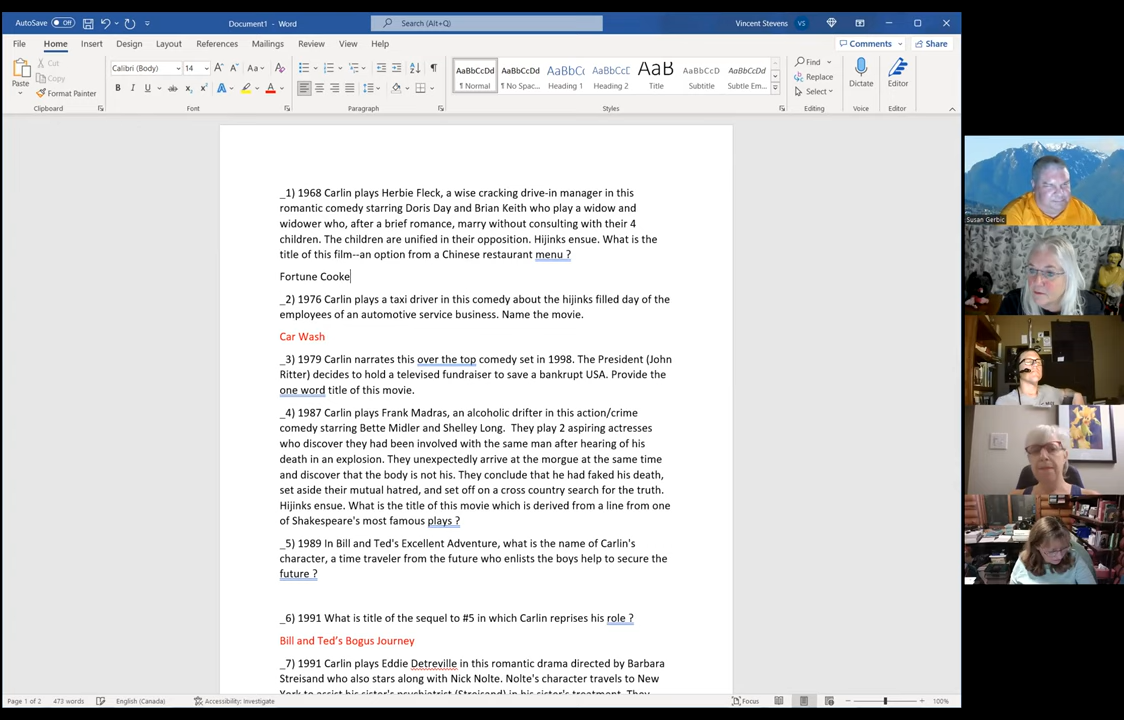 AutoSave Off
Document1 - Word
Search (Alt+Q)
Vincent Stevens VS
File Home Insert Draw Design Layout References Mailings Review View Help
Comments Share
Paste
Cut
Copy
Format Painter
Clipboard
Calibri (Body) 14
Font
Paragraph
AaBbCcDd AaBbCcDd AaBbCc AaBbCcC AaB AaBbCcD AaBbCcDd
¶ Normal ¶ No Spac... Heading 1 Heading 2 Title Subtitle Subtle Em...
Styles
Find
Replace
Select
Editing
Dictate
Voice
Editor
Editor
_1) 1968 Carlin plays Herbie Fleck, a wise cracking drive-in manager in this
romantic comedy starring Doris Day and Brian Keith who play a widow and
widower who, after a brief romance, marry without consulting with their 4
children. The children are unified in their opposition. Hijinks ensue. What is the
title of this film--an option from a Chinese restaurant menu ?
Fortune Cooke
_2) 1976 Carlin plays a taxi driver in this comedy about the hijinks filled day of the
employees of an automotive service business. Name the movie.
Car Wash
_3) 1979 Carlin narrates this over the top comedy set in 1998. The President (John
Ritter) decides to hold a televised fundraiser to save a bankrupt USA. Provide the
one word title of this movie.
_4) 1987 Carlin plays Frank Madras, an alcoholic drifter in this action/crime
comedy starring Bette Midler and Shelley Long. They play 2 aspiring actresses
who discover they had been involved with the same man after hearing of his
death in an explosion. They unexpectedly arrive at the morgue at the same time
and discover that the body is not his. They conclude that he had faked his death,
set aside their mutual hatred, and set off on a cross country search for the truth.
Hijinks ensue. What is the title of this movie which is derived from a line from one
of Shakespeare's most famous plays ?
_5) 1989 In Bill and Ted's Excellent Adventure, what is the name of Carlin's
character, a time traveler from the future who enlists the boys help to secure the
future ?
_6) 1991 What is title of the sequel to #5 in which Carlin reprises his role ?
Bill and Ted's Bogus Journey
_7) 1991 Carlin plays Eddie Detreville in this romantic drama directed by Barbara
Streisand who also stars along with Nick Nolte. Nolte's character travels to New
York to assist his sister's psychiatrist (Streisand) in his sister's treatment. They
Page 1 of 2 473 words English (Canada) Accessibility: Investigate
Focus 100%
Susan Gerbic